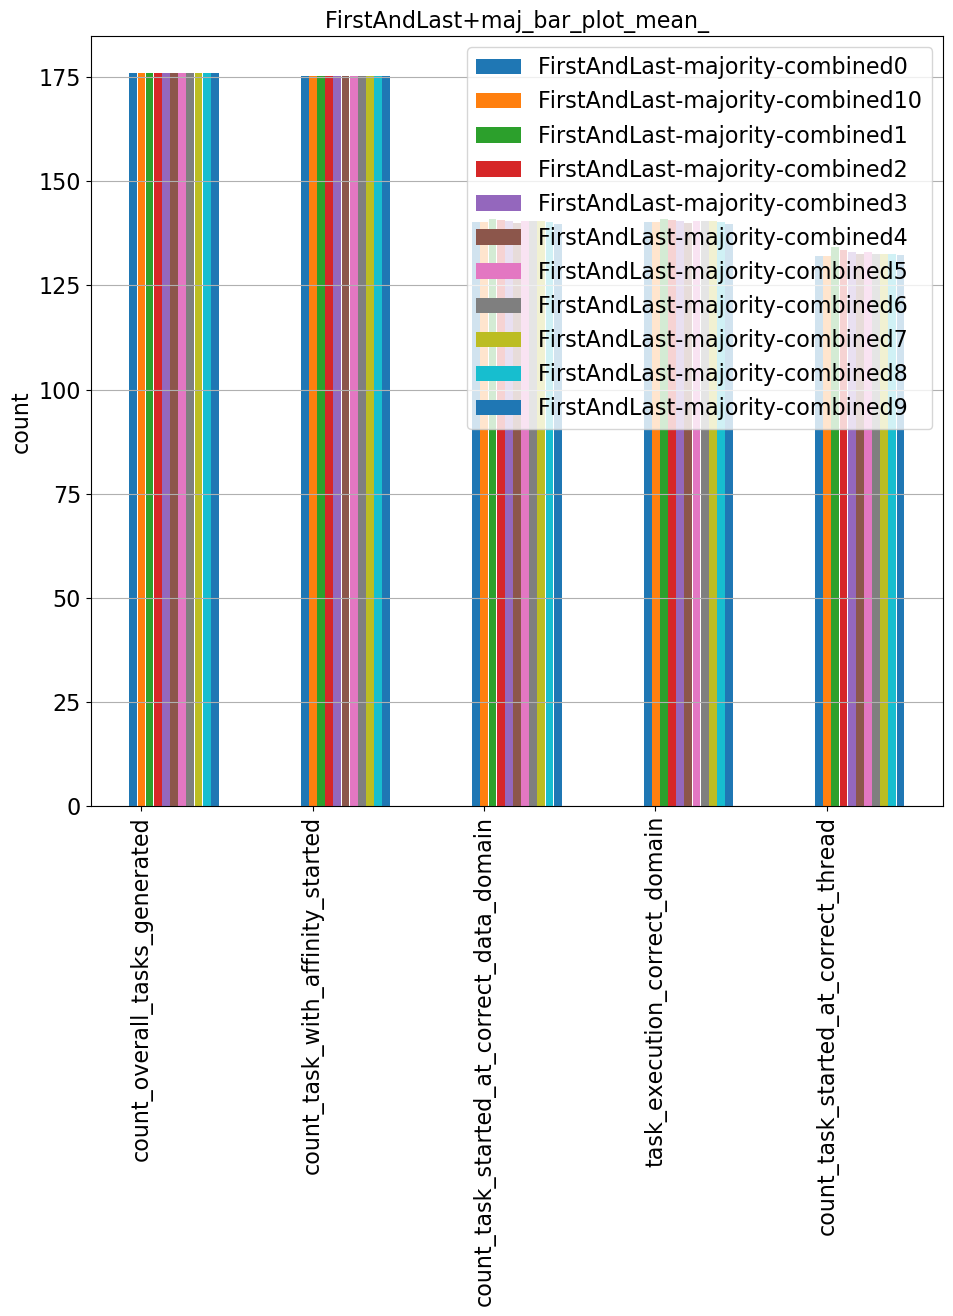 FirstAndLast+maj_bar_plot_mean_
FirstAndLast-majority-combined0
FirstAndLast-majority-combined10
FirstAndLast-majority-combined1
FirstAndLast-majority-combined2
FirstAndLast-majority-combined3
FirstAndLast-majority-combined4
FirstAndLast-majority-combined5
FirstAndLast-majority-combined6
FirstAndLast-majority-combined7
FirstAndLast-majority-combined8
FirstAndLast-majority-combined9
count
175
150
125
100
75
50
25
0
count_overall_tasks_generated
count_task_with_affinity_started
count_task_started_at_correct_data_domain
task_execution_correct_domain
count_task_started_at_correct_thread